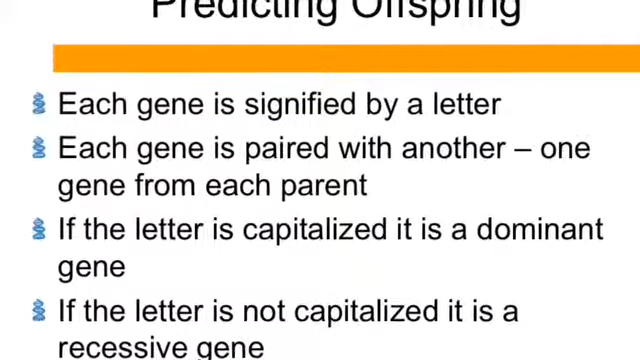 Predicting Offspring
Each gene is signified by a letter
Each gene is paired with another – one
gene from each parent
If the letter is capitalized it is a dominant
gene
If the letter is not capitalized it is a
recessive gene